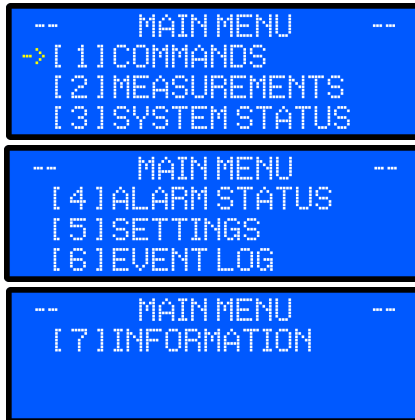 -- MAIN MENU --
->[1]COMMANDS
[2]MEASUREMENTS
[3]SYSTEM STATUS
-- MAIN MENU --
[4]ALARM STATUS
[5]SETTINGS
[6]EVENT LOG
-- MAIN MENU --
[7]INFORMATION